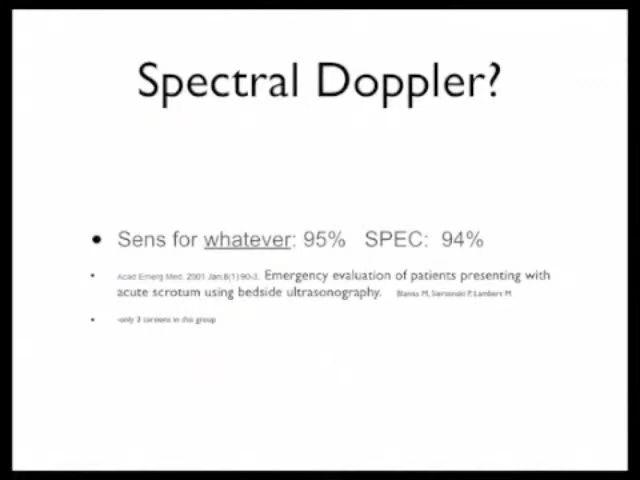 Spectral Doppler?
• Sens for whatever: 95% SPEC: 94%
• Acad Emerg Med. 2001 Jan;8(1):90-3. Emergency evaluation of patients presenting with
acute scrotum using bedside ultrasonography. Blaivas M, Sierzenski P, Lambert M
• -only 3 torsions in this group